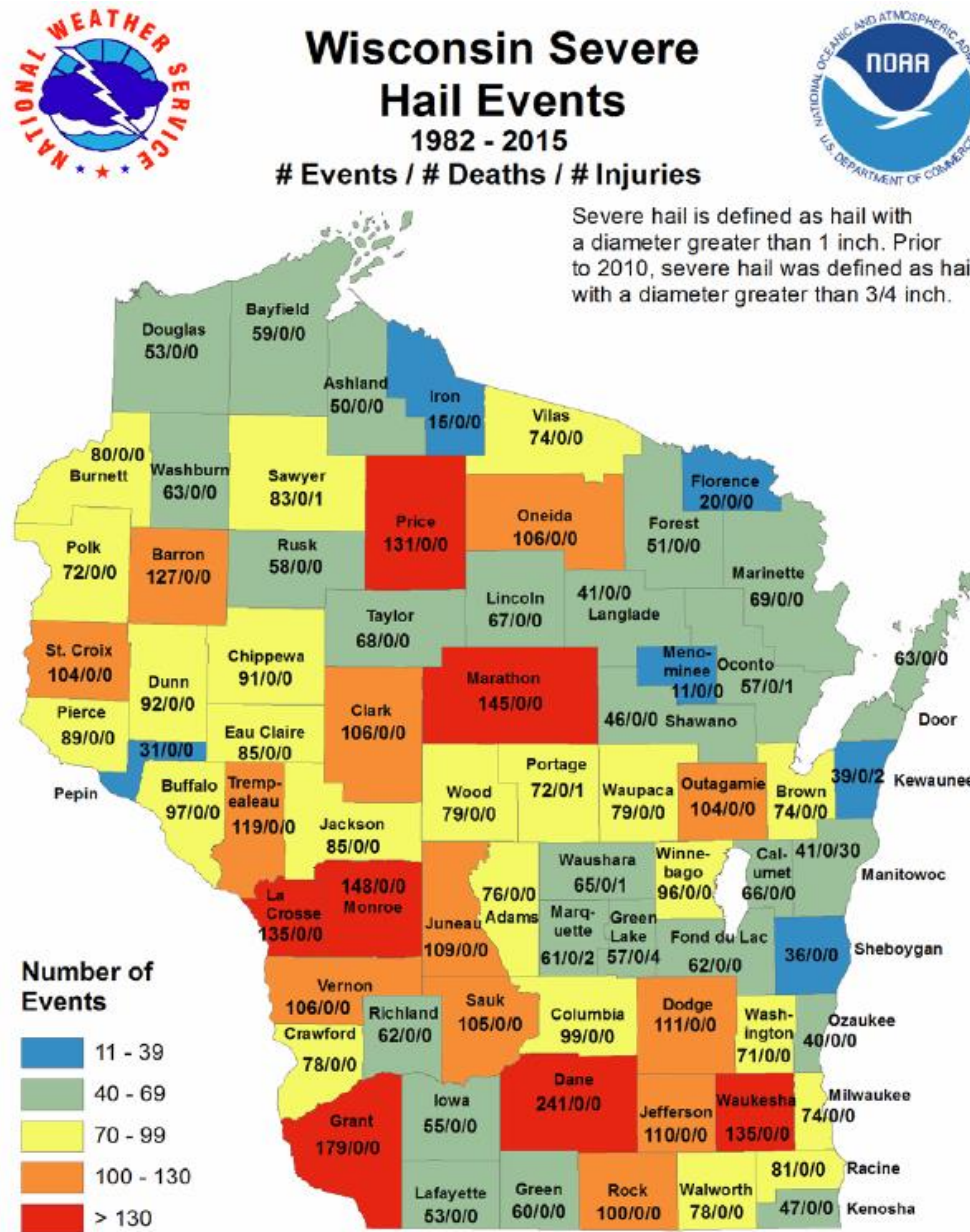 NATIONAL WEATHER SERVICE
Wisconsin Severe
Hail Events
1982 - 2015
# Events / # Deaths / # Injuries
NOAA
NATIONAL OCEANIC AND ATMOSPHERIC
U.S. DEPARTMENT OF COMMERCE
Severe hail is defined as hail with
a diameter greater than 1 inch. Prior
to 2010, severe hail was defined as hai
with a diameter greater than 3/4 inch.
Douglas
53/0/0
Bayfield
59/0/0
Ashland
50/0/0
Iron
15/0/0
Vilas
74/0/0
80/0/0
Burnett
Washburn
63/0/0
Sawyer
83/0/1
Price
131/0/0
Oneida
106/0/0
Forest
51/0/0
Florence
20/0/0
Marinette
69/0/0
Polk
72/0/0
Barron
127/0/0
Rusk
58/0/0
Taylor
68/0/0
Lincoln
67/0/0
41/0/0
Langlade
Meno-
minee
11/0/0
Oconto
57/0/1
63/0/0
Door
St. Croix
104/0/0
Dunn
92/0/0
Chippewa
91/0/0
Clark
106/0/0
Marathon
145/0/0
46/0/0
Shawano
Pierce
89/0/0
31/0/0
Pepin
Eau Claire
85/0/0
Buffalo
97/0/0
Tremp-
ealeau
119/0/0
Jackson
85/0/0
Wood
79/0/0
Portage
72/0/1
Waupaca
79/0/0
Outagamie
104/0/0
Brown
74/0/0
39/0/2
Kewaunee
La
Crosse
135/0/0
148/0/0
Monroe
Juneau
109/0/0
76/0/0
Adams
Waushara
65/0/1
Winne-
bago
96/0/0
Cal-
umet
66/0/0
41/0/30
Manitowoc
Marq-
uette
61/0/2
Green
Lake
57/0/4
Fond du Lac
62/0/0
36/0/0
Sheboygan
Vernon
106/0/0
Crawford
78/0/0
Richland
62/0/0
Sauk
105/0/0
Columbia
99/0/0
Dodge
111/0/0
Wash-
ington
71/0/0
Ozaukee
40/0/0
Grant
179/0/0
Iowa
55/0/0
Dane
241/0/0
Jefferson
110/0/0
Waukesha
135/0/0
Milwaukee
74/0/0
Lafayette
53/0/0
Green
60/0/0
Rock
100/0/0
Walworth
78/0/0
81/0/0
Racine
47/0/0
Kenosha
Number of
Events
11 - 39
40 - 69
70 - 99
100 - 130
> 130